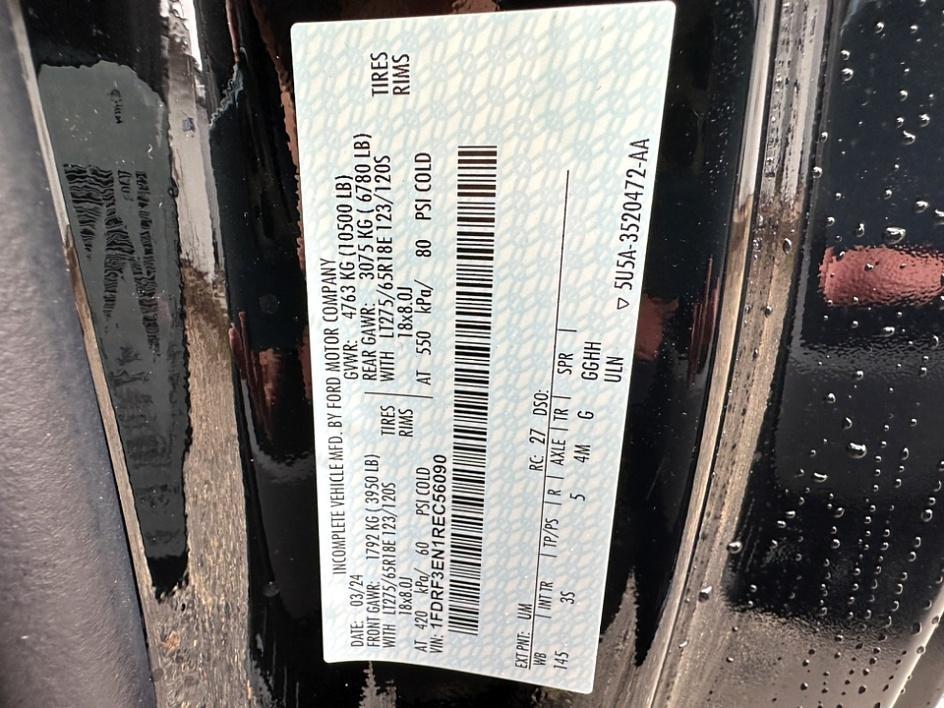 INCOMPLETE VEHICLE MFD. BY FORD MOTOR COMPANY
DATE: 03/24 GVWR: 4763 KG (10500 LB)
FRONT GAWR: 1792 KG (3950 LB) REAR GAWR: 3075 KG ( 6780 LB)
WITH LT275/65R18E 123/120S TIRES WITH LT275/65R18E 123/120S TIRES
18x8.0J RIMS 18x8.0J RIMS
AT 420 kPa/ 60 PSI COLD AT 550 kPa/ 80 PSI COLD
VIN: 1FDRF3EN1REC56090
EXT PNT: UM RC: 27 DSO:
WB INT TR TP/PS R AXLE TR SPR
145 3S 5 4M G GGHH
ULN
▽ 5U5A-3520472-AA